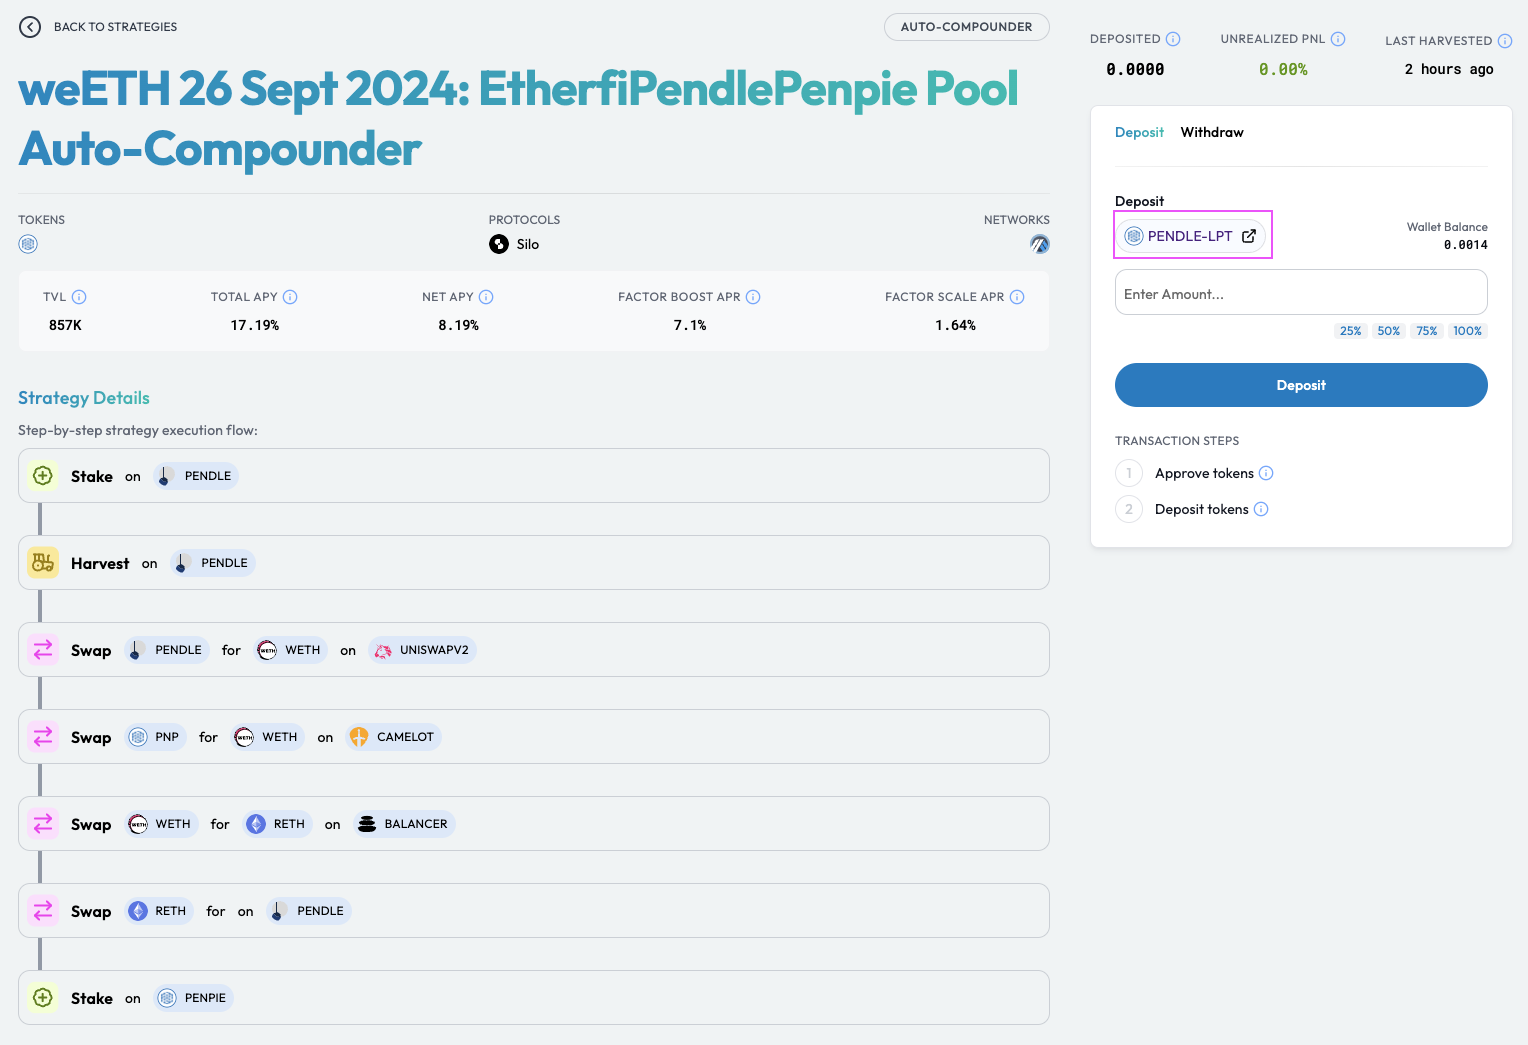 BACK TO STRATEGIES
AUTO-COMPOUNDER
weETH 26 Sept 2024: EtherfiPendlePenpie Pool
Auto-Compounder
TOKENS
PROTOCOLS
NETWORKS
Silo
TVL
TOTAL APY
NET APY
FACTOR BOOST APR
FACTOR SCALE APR
857K
17.19%
8.19%
7.1%
1.64%
Strategy Details
Step-by-step strategy execution flow:
Stake on PENDLE
Harvest on PENDLE
Swap PENDLE for WETH on UNISWAPV2
Swap PNP for WETH on CAMELOT
Swap WETH for RETH on BALANCER
Swap RETH for on PENDLE
Stake on PENPIE
DEPOSITED
UNREALIZED PNL
LAST HARVESTED
0.0000
0.00%
2 hours ago
Deposit Withdraw
Deposit
PENDLE-LPT
Wallet Balance
0.0014
Enter Amount...
25% 50% 75% 100%
Deposit
TRANSACTION STEPS
1 Approve tokens
2 Deposit tokens